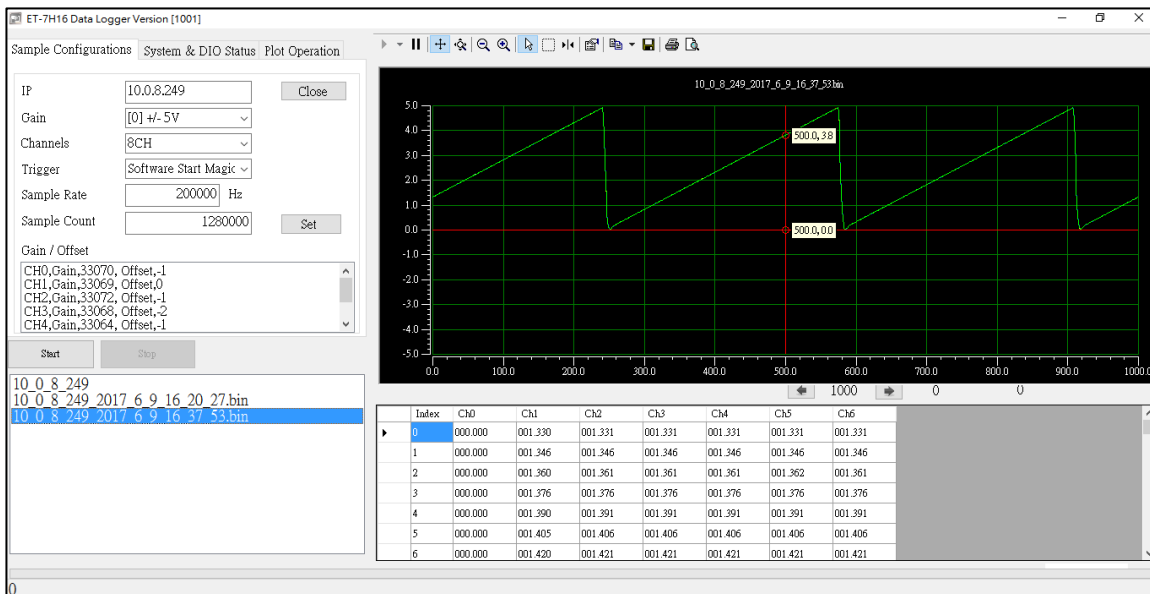 ET-7H16 Data Logger Version [1001]
Sample Configurations System & DIO Status Plot Operation
IP 10.0.8.249 Close
Gain [0] +/- 5V
Channels 8CH
Trigger Software Start Magic
Sample Rate 200000 Hz
Sample Count 1280000 Set
Gain / Offset
CH0,Gain,33070, Offset,-1
CH1,Gain,33069, Offset,0
CH2,Gain,33072, Offset,-1
CH3,Gain,33068, Offset,-2
CH4,Gain,33064, Offset,-1
Start Stop
10_0_8_249
10_0_8_249_2017_6_9_16_20_27.bin
10_0_8_249_2017_6_9_16_37_53.bin
0
10_0_8_249_2017_6_9_16_37_53.bin
5.0
4.0
3.0
2.0
1.0
0.0
-1.0
-2.0
-3.0
-4.0
-5.0
500.0, 3.8
500.0, 0.0
0.0 100.0 200.0 300.0 400.0 500.0 600.0 700.0 800.0 900.0 1000.0
1000 0 0
Index Ch0 Ch1 Ch2 Ch3 Ch4 Ch5 Ch6
0 000.000 001.330 001.331 001.331 001.331 001.331 001.331
1 000.000 001.346 001.346 001.346 001.346 001.346 001.346
2 000.000 001.360 001.361 001.361 001.361 001.362 001.361
3 000.000 001.376 001.376 001.376 001.376 001.376 001.376
4 000.000 001.390 001.391 001.391 001.391 001.391 001.391
5 000.000 001.405 001.406 001.406 001.406 001.406 001.406
6 000.000 001.420 001.421 001.421 001.421 001.421 001.421